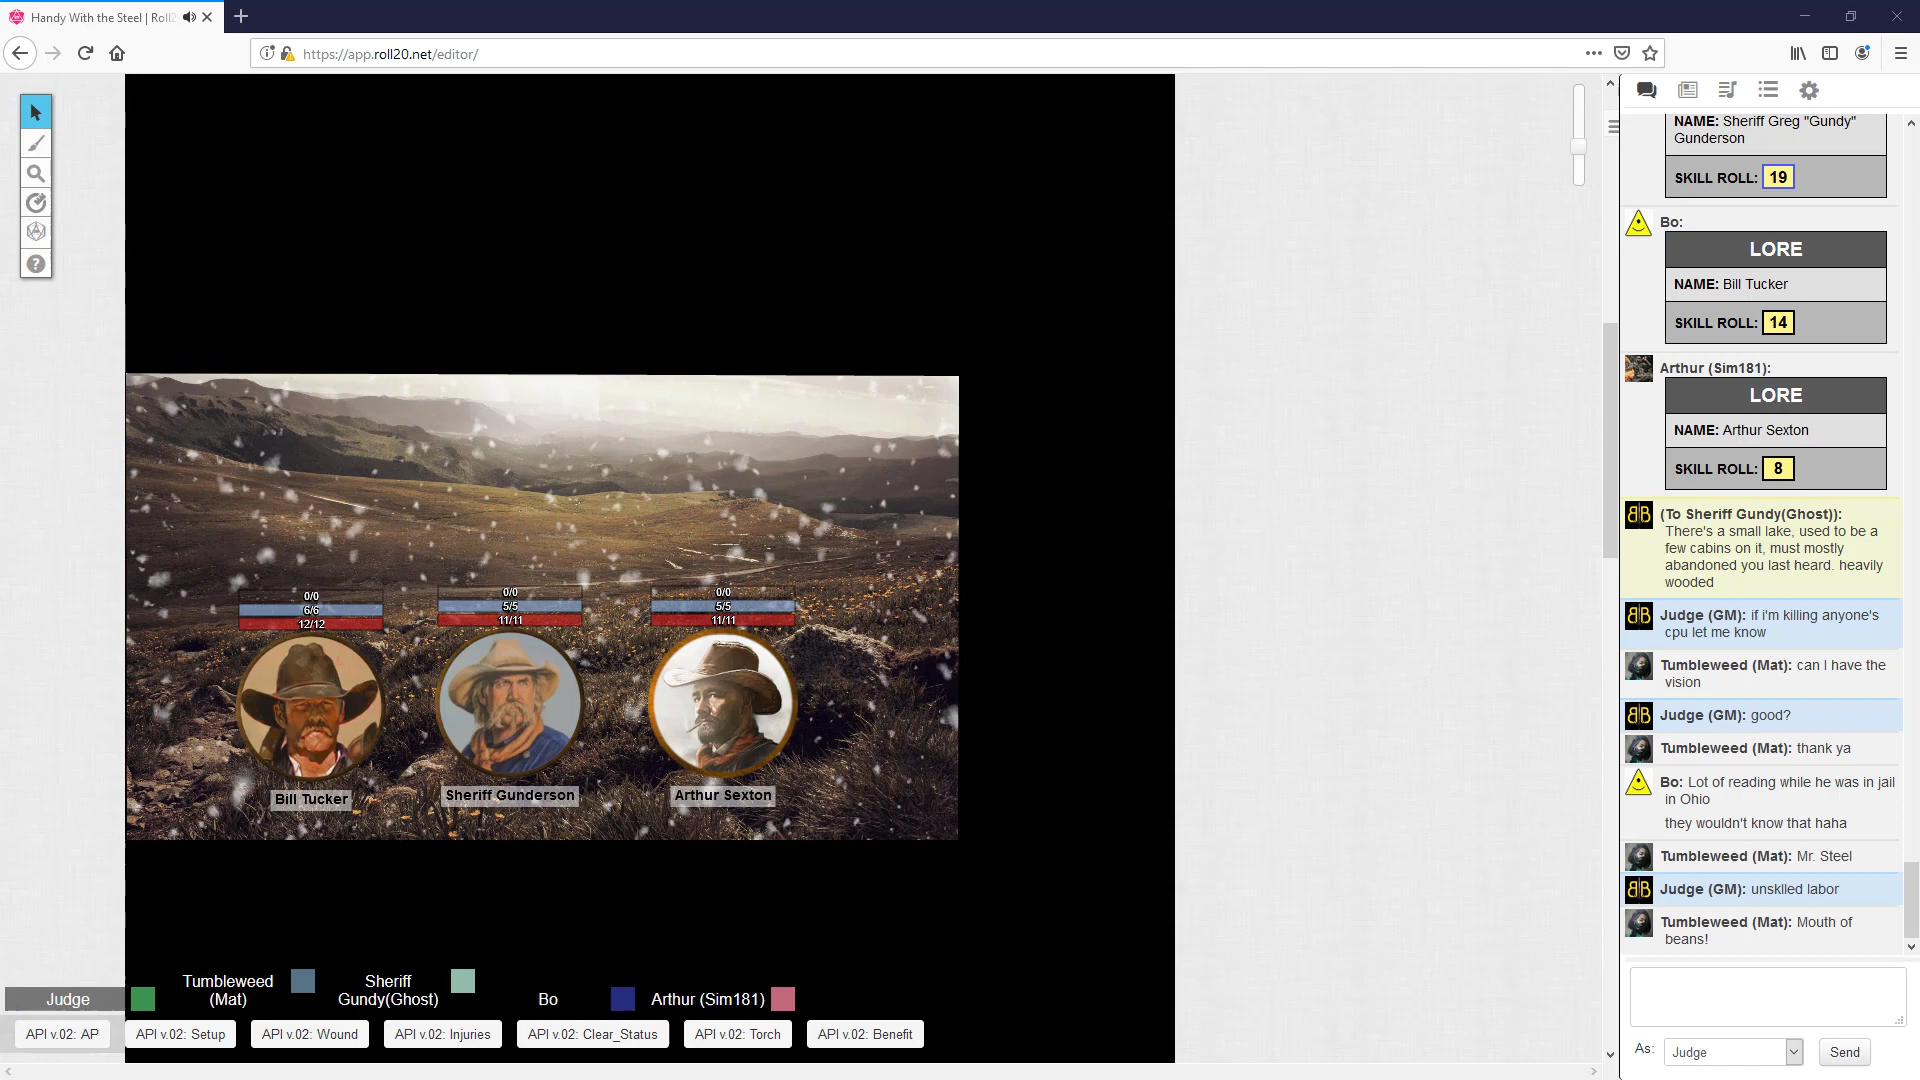 Handy With the Steel | Roll2
https://app.roll20.net/editor/
NAME: Sheriff Greg "Gundy"
Gunderson
SKILL ROLL: 19
Bo:
LORE
NAME: Bill Tucker
SKILL ROLL: 14
Arthur (Sim181):
LORE
NAME: Arthur Sexton
SKILL ROLL: 8
(To Sheriff Gundy(Ghost)):
There's a small lake, used to be a
few cabins on it, must mostly
abandoned you last heard. heavily
wooded
Judge (GM): if i'm killing anyone's
cpu let me know
Tumbleweed (Mat): can I have the
vision
Judge (GM): good?
Tumbleweed (Mat): thank ya
Bo: Lot of reading while he was in jail
in Ohio
they wouldn't know that haha
Tumbleweed (Mat): Mr. Steel
Judge (GM): unsklled labor
Tumbleweed (Mat): Mouth of
beans!
As: Judge Send
0/0 0/0 0/0
6/6 5/5 5/5
12/12 11/11 11/11
Bill Tucker Sheriff Gunderson Arthur Sexton
Judge
Tumbleweed
(Mat)
Sheriff
Gundy(Ghost)
Bo
Arthur (Sim181)
API v.02: AP API v.02: Setup API v.02: Wound API v.02: Injuries API v.02: Clear_Status API v.02: Torch API v.02: Benefit